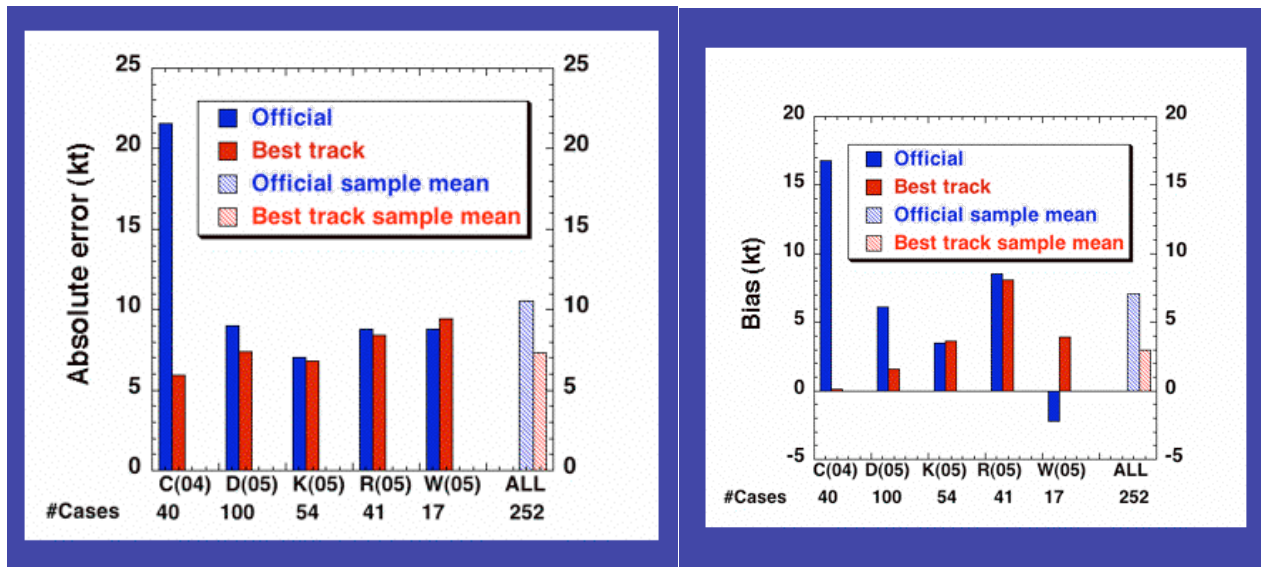 25 25
Official
Best track
Official sample mean
Best track sample mean
20 20
15 15
10 10
5 5
0 0
Absolute error (kt)
C(04) D(05) K(05) R(05) W(05) ALL
#Cases 40 100 54 41 17 252
20 20
Official
Best track
Official sample mean
Best track sample mean
15 15
10 10
5 5
0 0
-5 -5
Bias (kt)
C(04) D(05) K(05) R(05) W(05) ALL
#Cases 40 100 54 41 17 252